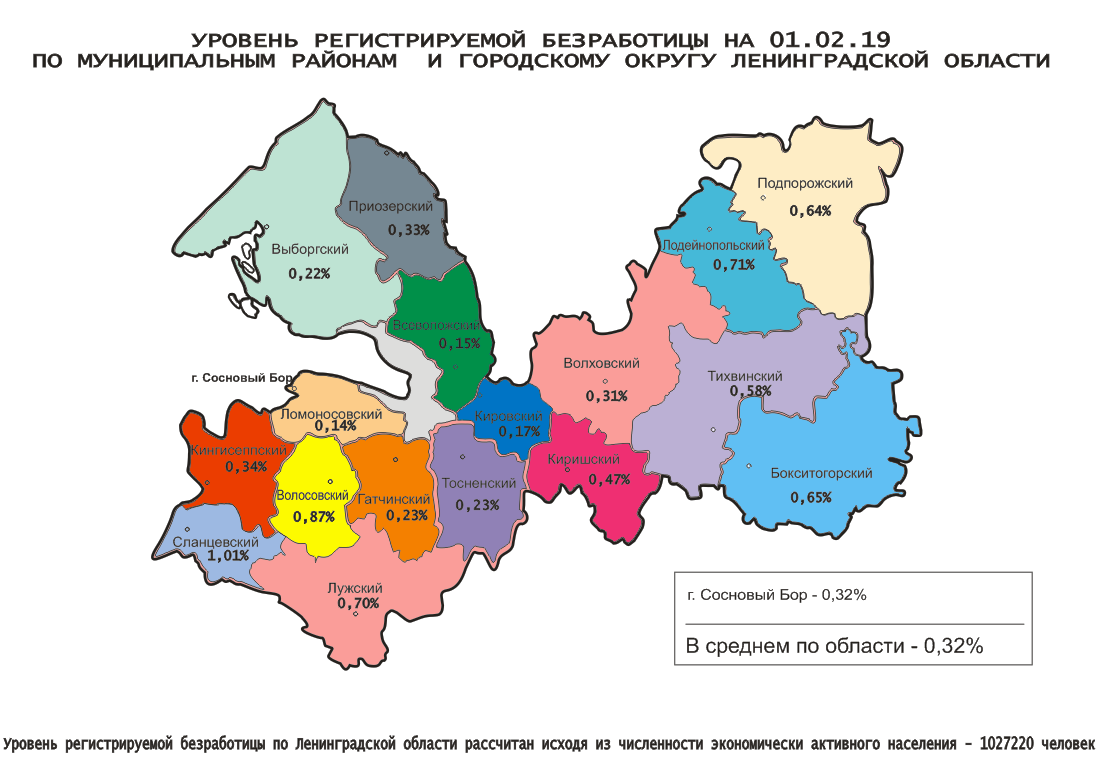 УРОВЕНЬ РЕГИСТРИРУЕМОЙ БЕЗРАБОТИЦЫ НА 01.02.19
ПО МУНИЦИПАЛЬНЫМ РАЙОНАМ И ГОРОДСКОМУ ОКРУГУ ЛЕНИНГРАДСКОЙ ОБЛАСТИ
Подпорожский
0,64%
Приозерский
0,33%
Выборгский
0,22%
Лодейнопольский
0,71%
Всеволожский
0,15%
Волховский
0,31%
Тихвинский
0,58%
г. Сосновый Бор
Ломоносовский
0,14%
Кировский
0,17%
Кингисеппский
0,34%
Киришский
0,47%
Бокситогорский
0,65%
Волосовский
0,87%
Гатчинский
0,23%
Тосненский
0,23%
Сланцевский
1,01%
Лужский
0,70%
г. Сосновый Бор - 0,32%
В среднем по области - 0,32%
Уровень регистрируемой безработицы по Ленинградской области рассчитан исходя из численности экономически активного населения - 1027220 человек